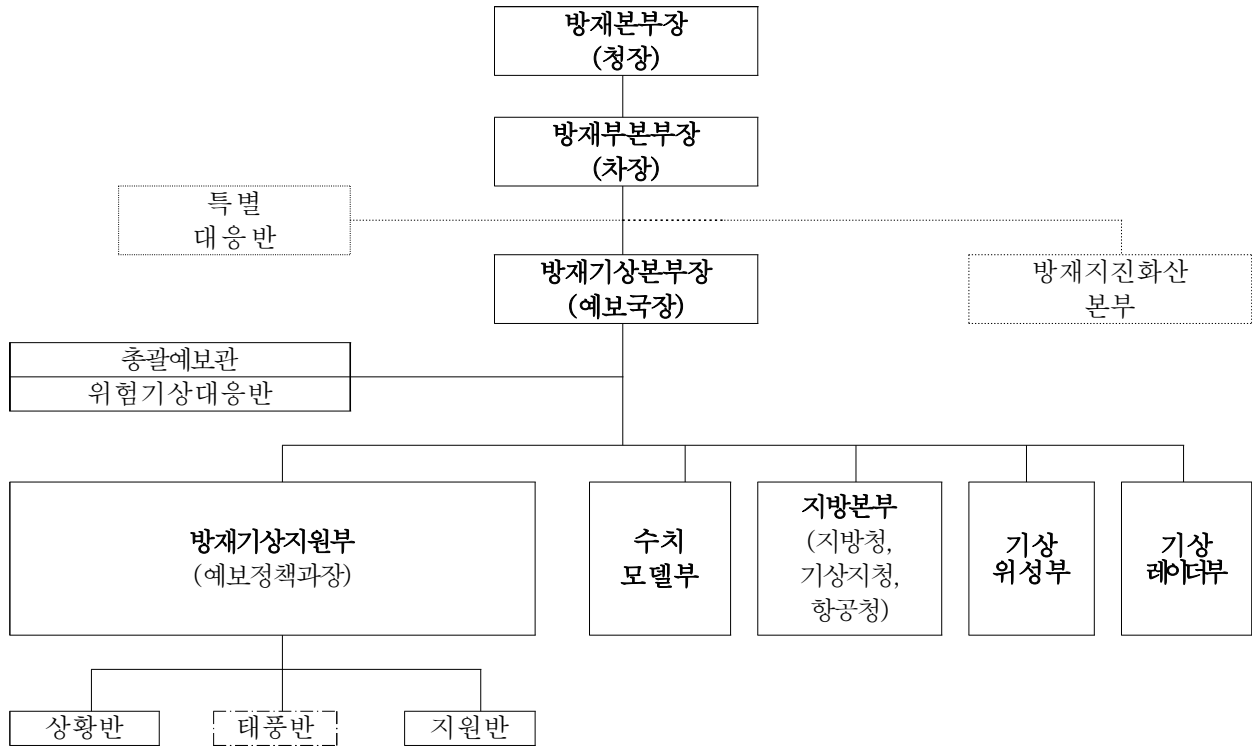 방재본부장
(청장)
방재부본부장
(차장)
특별
대응반
방재기상본부장
(예보국장)
방재지진화산
본부
총괄예보관
위험기상대응반
방재기상지원부
(예보정책과장)
수치
모델부
지방본부
(지방청,
기상지청,
항공청)
기상
위성부
기상
레이더부
상황반
태풍반
지원반